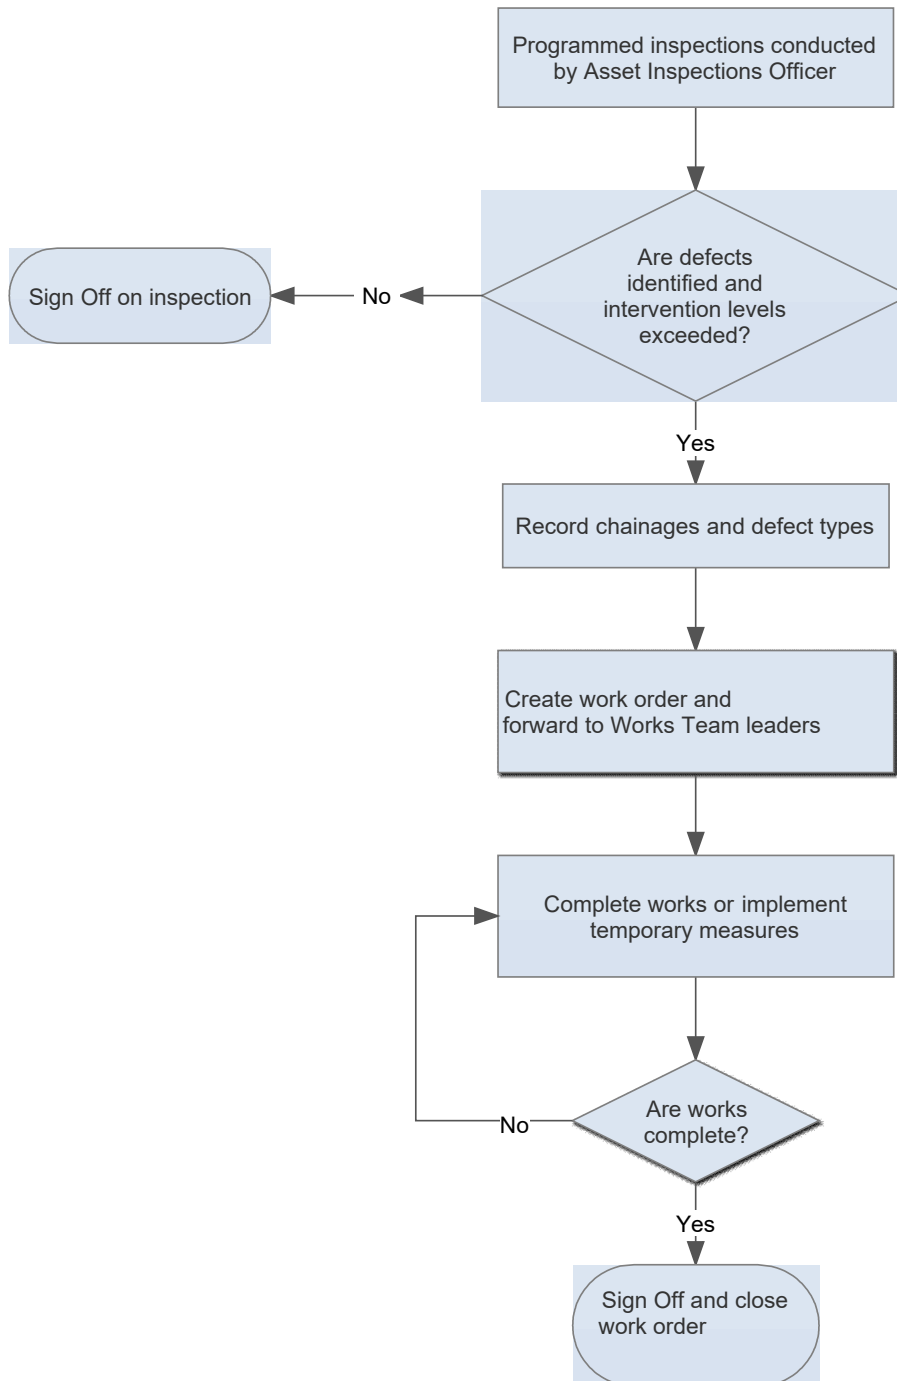 Programmed inspections conducted
by Asset Inspections Officer
Are defects
identified and
intervention levels
exceeded?
No
Sign Off on inspection
Yes
Record chainages and defect types
Create work order and
forward to Works Team leaders
Complete works or implement
temporary measures
Are works
complete?
No
Yes
Sign Off and close
work order